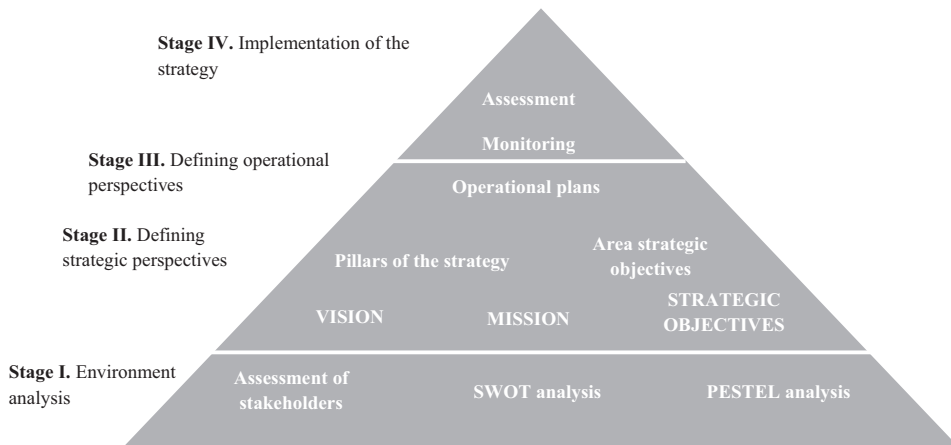 Stage IV. Implementation of the
strategy
Assessment
Monitoring
Stage III. Defining operational
perspectives
Operational plans
Stage II. Defining
strategic perspectives
Pillars of the strategy
Area strategic
objectives
VISION
MISSION
STRATEGIC
OBJECTIVES
Stage I. Environment
analysis
Assessment of
stakeholders
SWOT analysis
PESTEL analysis